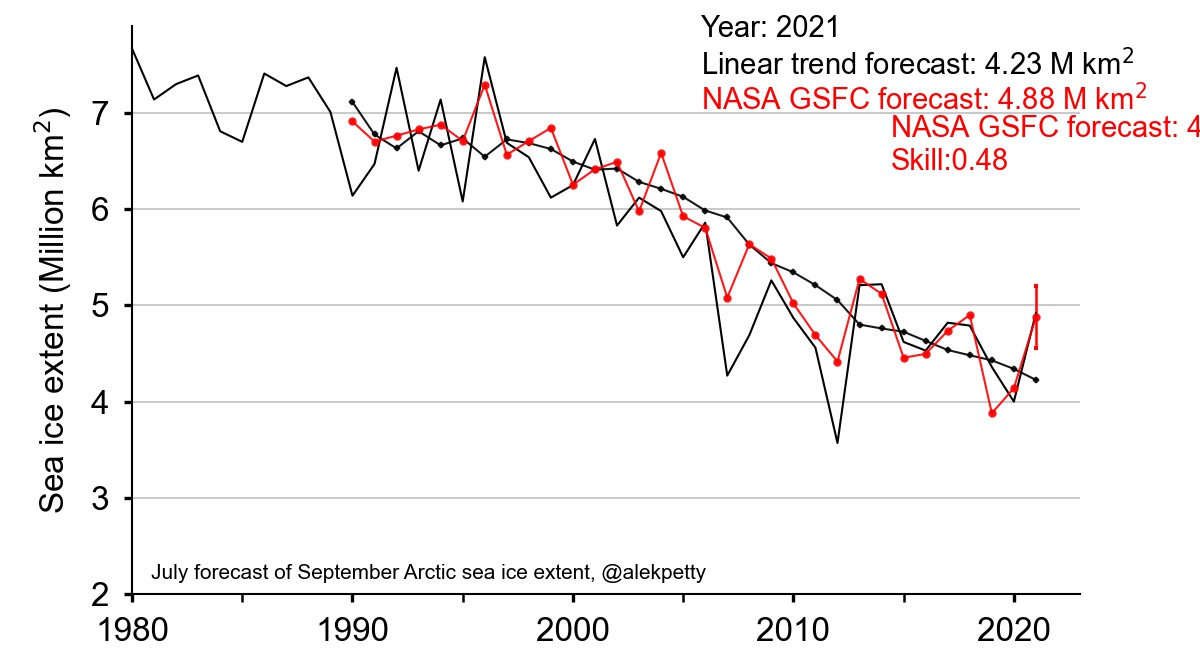 Year: 2021
Linear trend forecast: 4.23 M km²
NASA GSFC forecast: 4.88 M km²
NASA GSFC forecast: 4
Skill:0.48
Sea ice extent (Million km²)
7
6
5
4
3
2
July forecast of September Arctic sea ice extent, @alekpetty
1980 1990 2000 2010 2020